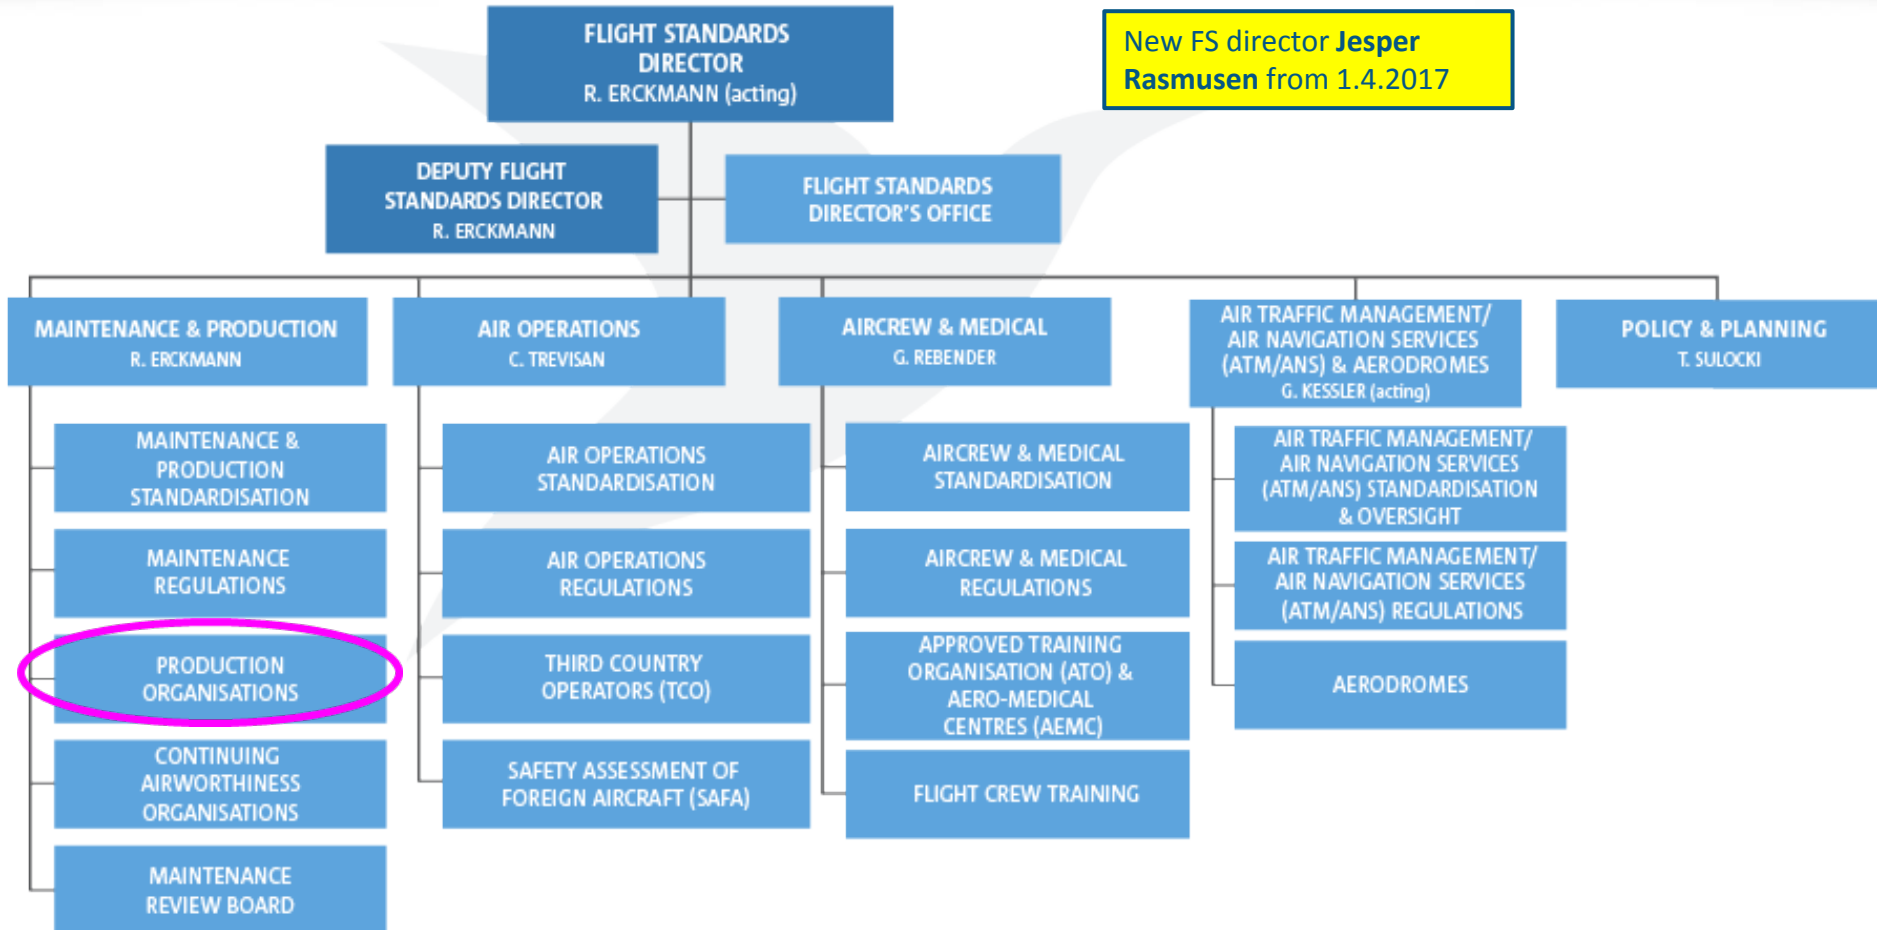 FLIGHT STANDARDS
DIRECTOR
R. ERCKMANN (acting)
New FS director Jesper
Rasmusen from 1.4.2017
DEPUTY FLIGHT
STANDARDS DIRECTOR
R. ERCKMANN
FLIGHT STANDARDS
DIRECTOR'S OFFICE
MAINTENANCE & PRODUCTION
R. ERCKMANN
AIR OPERATIONS
C. TREVISAN
AIRCREW & MEDICAL
G. REBENDER
AIR TRAFFIC MANAGEMENT/
AIR NAVIGATION SERVICES
(ATM/ANS) & AERODROMES
G. KESSLER (acting)
POLICY & PLANNING
T. SULOCKI
MAINTENANCE &
PRODUCTION
STANDARDISATION
MAINTENANCE
REGULATIONS
PRODUCTION
ORGANISATIONS
CONTINUING
AIRWORTHINESS
ORGANISATIONS
MAINTENANCE
REVIEW BOARD
AIR OPERATIONS
STANDARDISATION
AIR OPERATIONS
REGULATIONS
THIRD COUNTRY
OPERATORS (TCO)
SAFETY ASSESSMENT OF
FOREIGN AIRCRAFT (SAFA)
AIRCREW & MEDICAL
STANDARDISATION
AIRCREW & MEDICAL
REGULATIONS
APPROVED TRAINING
ORGANISATION (ATO) &
AERO-MEDICAL
CENTRES (AEMC)
FLIGHT CREW TRAINING
AIR TRAFFIC MANAGEMENT/
AIR NAVIGATION SERVICES
(ATM/ANS) STANDARDISATION
& OVERSIGHT
AIR TRAFFIC MANAGEMENT/
AIR NAVIGATION SERVICES
(ATM/ANS) REGULATIONS
AERODROMES